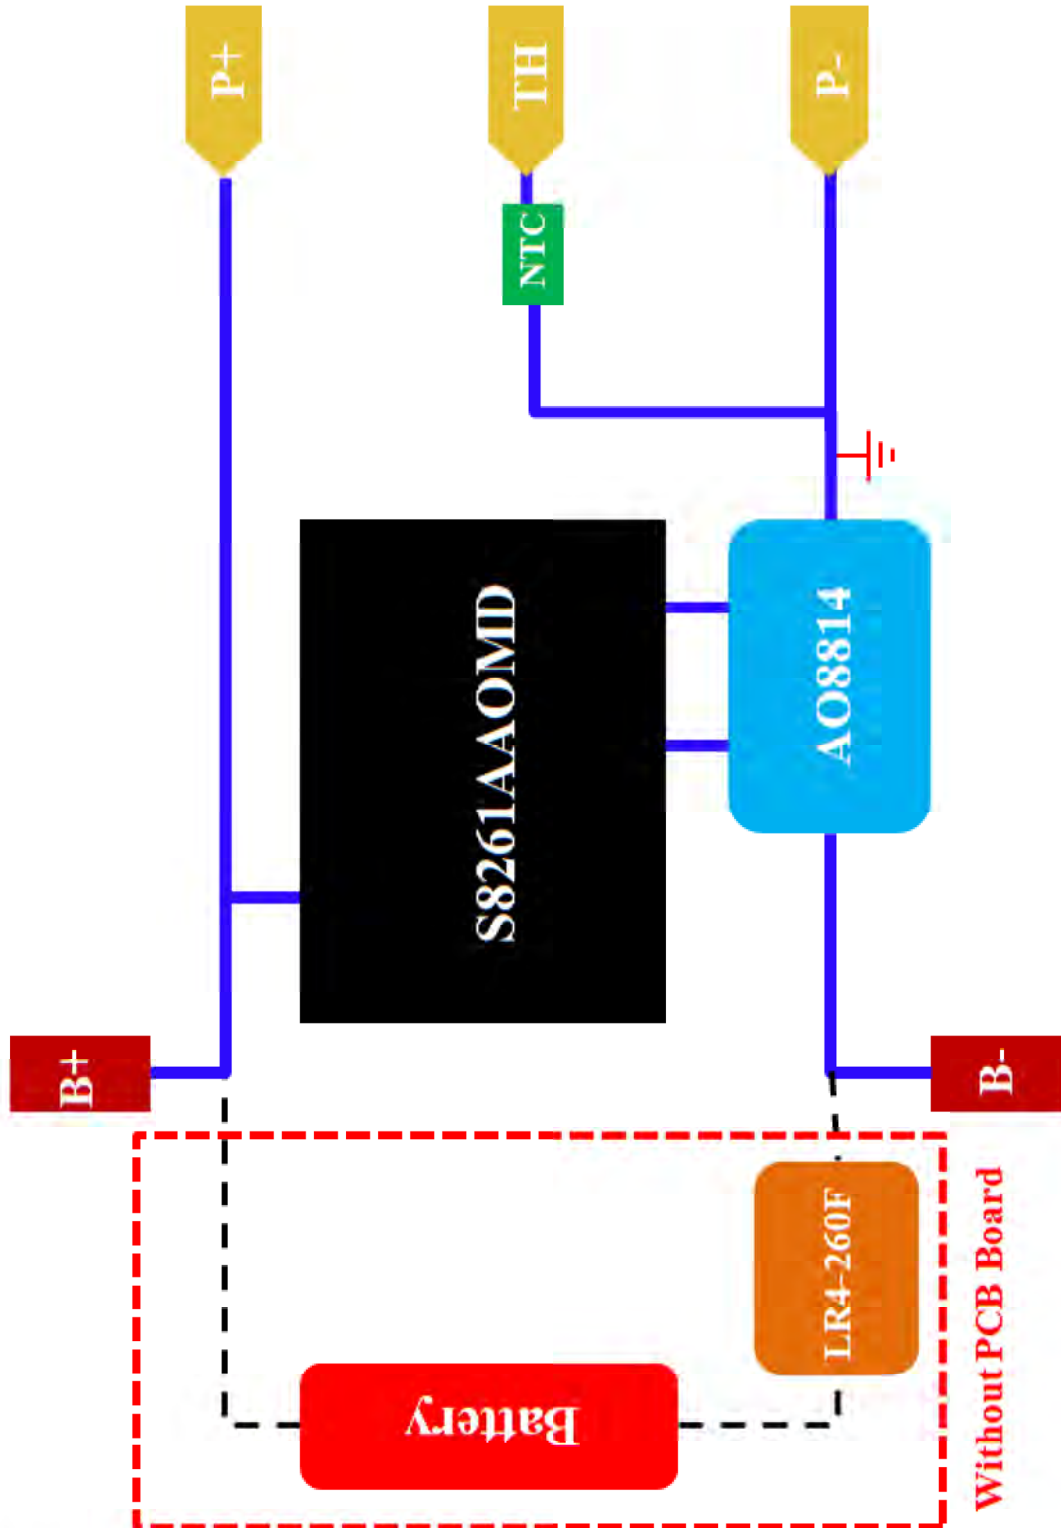 P+
TH
P-
NTC
S8261AAOMD
AO8814
B+
B-
LR4-260F
Battery
Without PCB Board